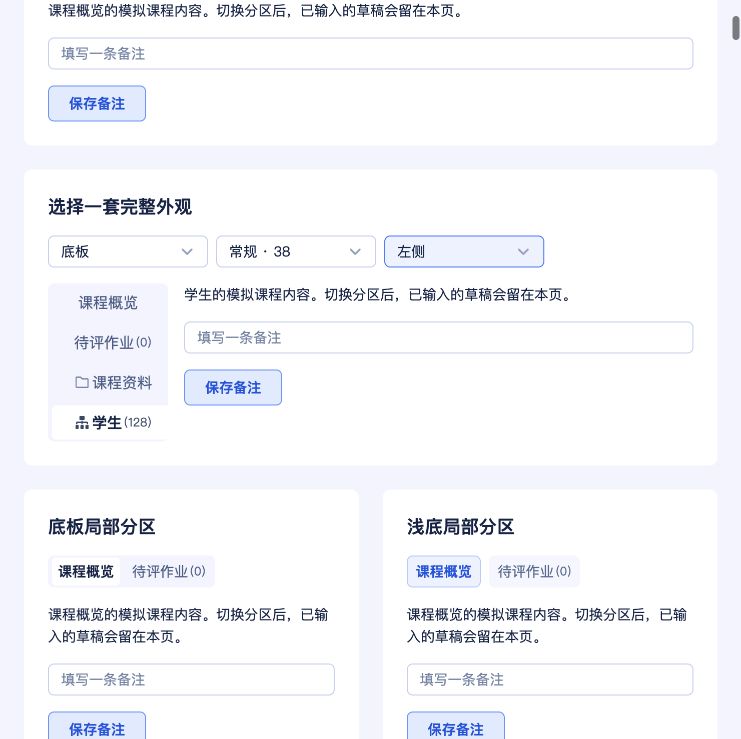 课程概览的模拟课程内容。切换分区后，已输入的草稿会留在本页。
填写一条备注
保存备注
选择一套完整外观
底板
常规 · 38
左侧
课程概览
待评作业(0)
课程资料
学生(128)
学生的模拟课程内容。切换分区后，已输入的草稿会留在本页。
填写一条备注
保存备注
底板局部分区
课程概览
待评作业(0)
课程概览的模拟课程内容。切换分区后，已输
入的草稿会留在本页。
填写一条备注
保存备注
浅底局部分区
课程概览
待评作业(0)
课程概览的模拟课程内容。切换分区后，已输
入的草稿会留在本页。
填写一条备注
保存备注